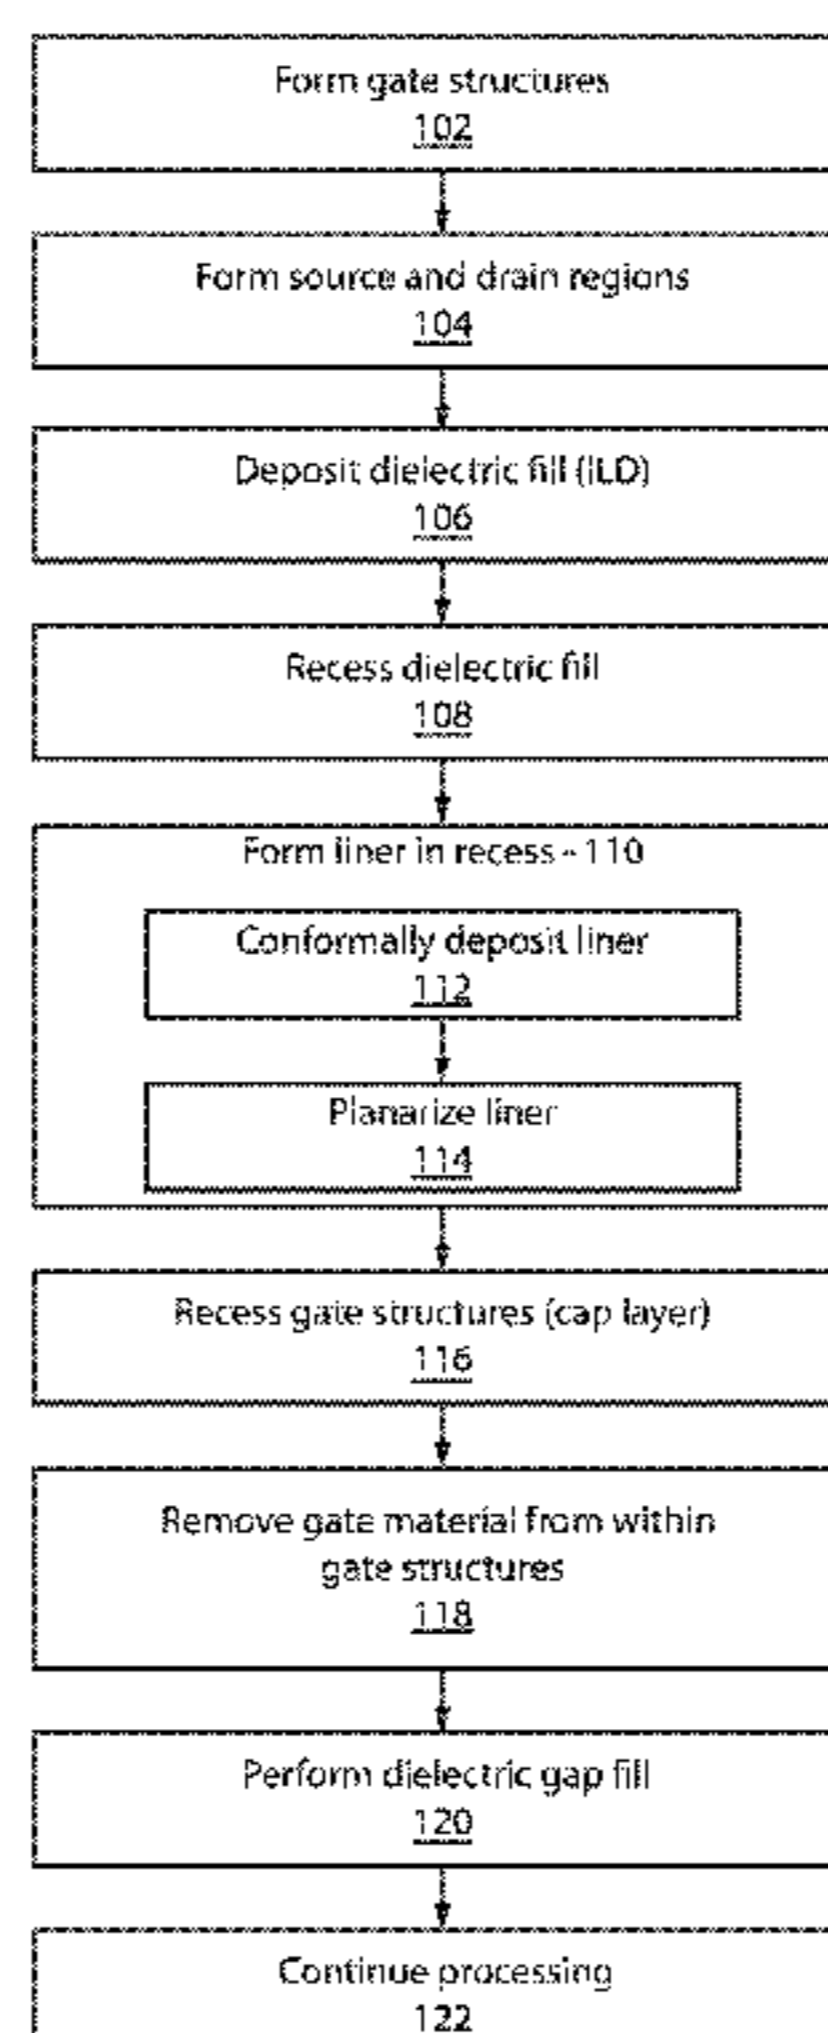 Form gate structures
102
Form source and drain regions
104
Deposit dielectric fill (ILD)
106
Recess dielectric fill
108
Form liner in recess - 110
Conformally deposit liner
112
Planarize liner
114
Recess gate structures (cap layer)
116
Remove gate material from within
gate structures
118
Perform dielectric gap fill
120
Continue processing
122